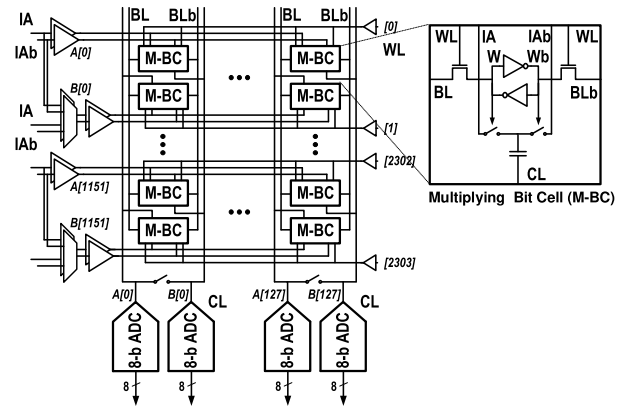 BL BLb BL BLb
IA
IAb
A[0]
[0]
WL
M-BC M-BC
B[0]
M-BC M-BC
IA
IAb
[1]
[2302]
A[1151]
M-BC M-BC
B[1151]
M-BC M-BC
[2303]
A[0] B[0] CL A[127] B[127] CL
8-b ADC 8-b ADC 8-b ADC 8-b ADC
8 8 8 8
WL IA IAb WL
W Wb
BL BLb
CL
Multiplying Bit Cell (M-BC)